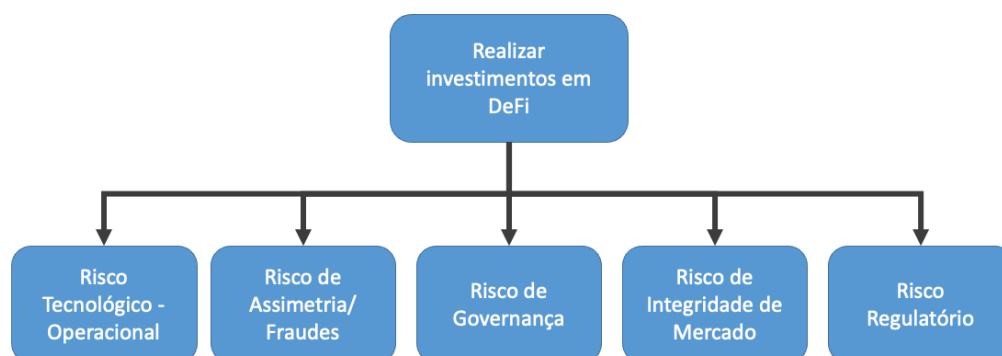 Realizar
investimentos em
DeFi
Risco
Tecnológico -
Operacional
Risco de
Assimetria/
Fraudes
Risco de
Governança
Risco de
Integridade de
Mercado
Risco
Regulatório